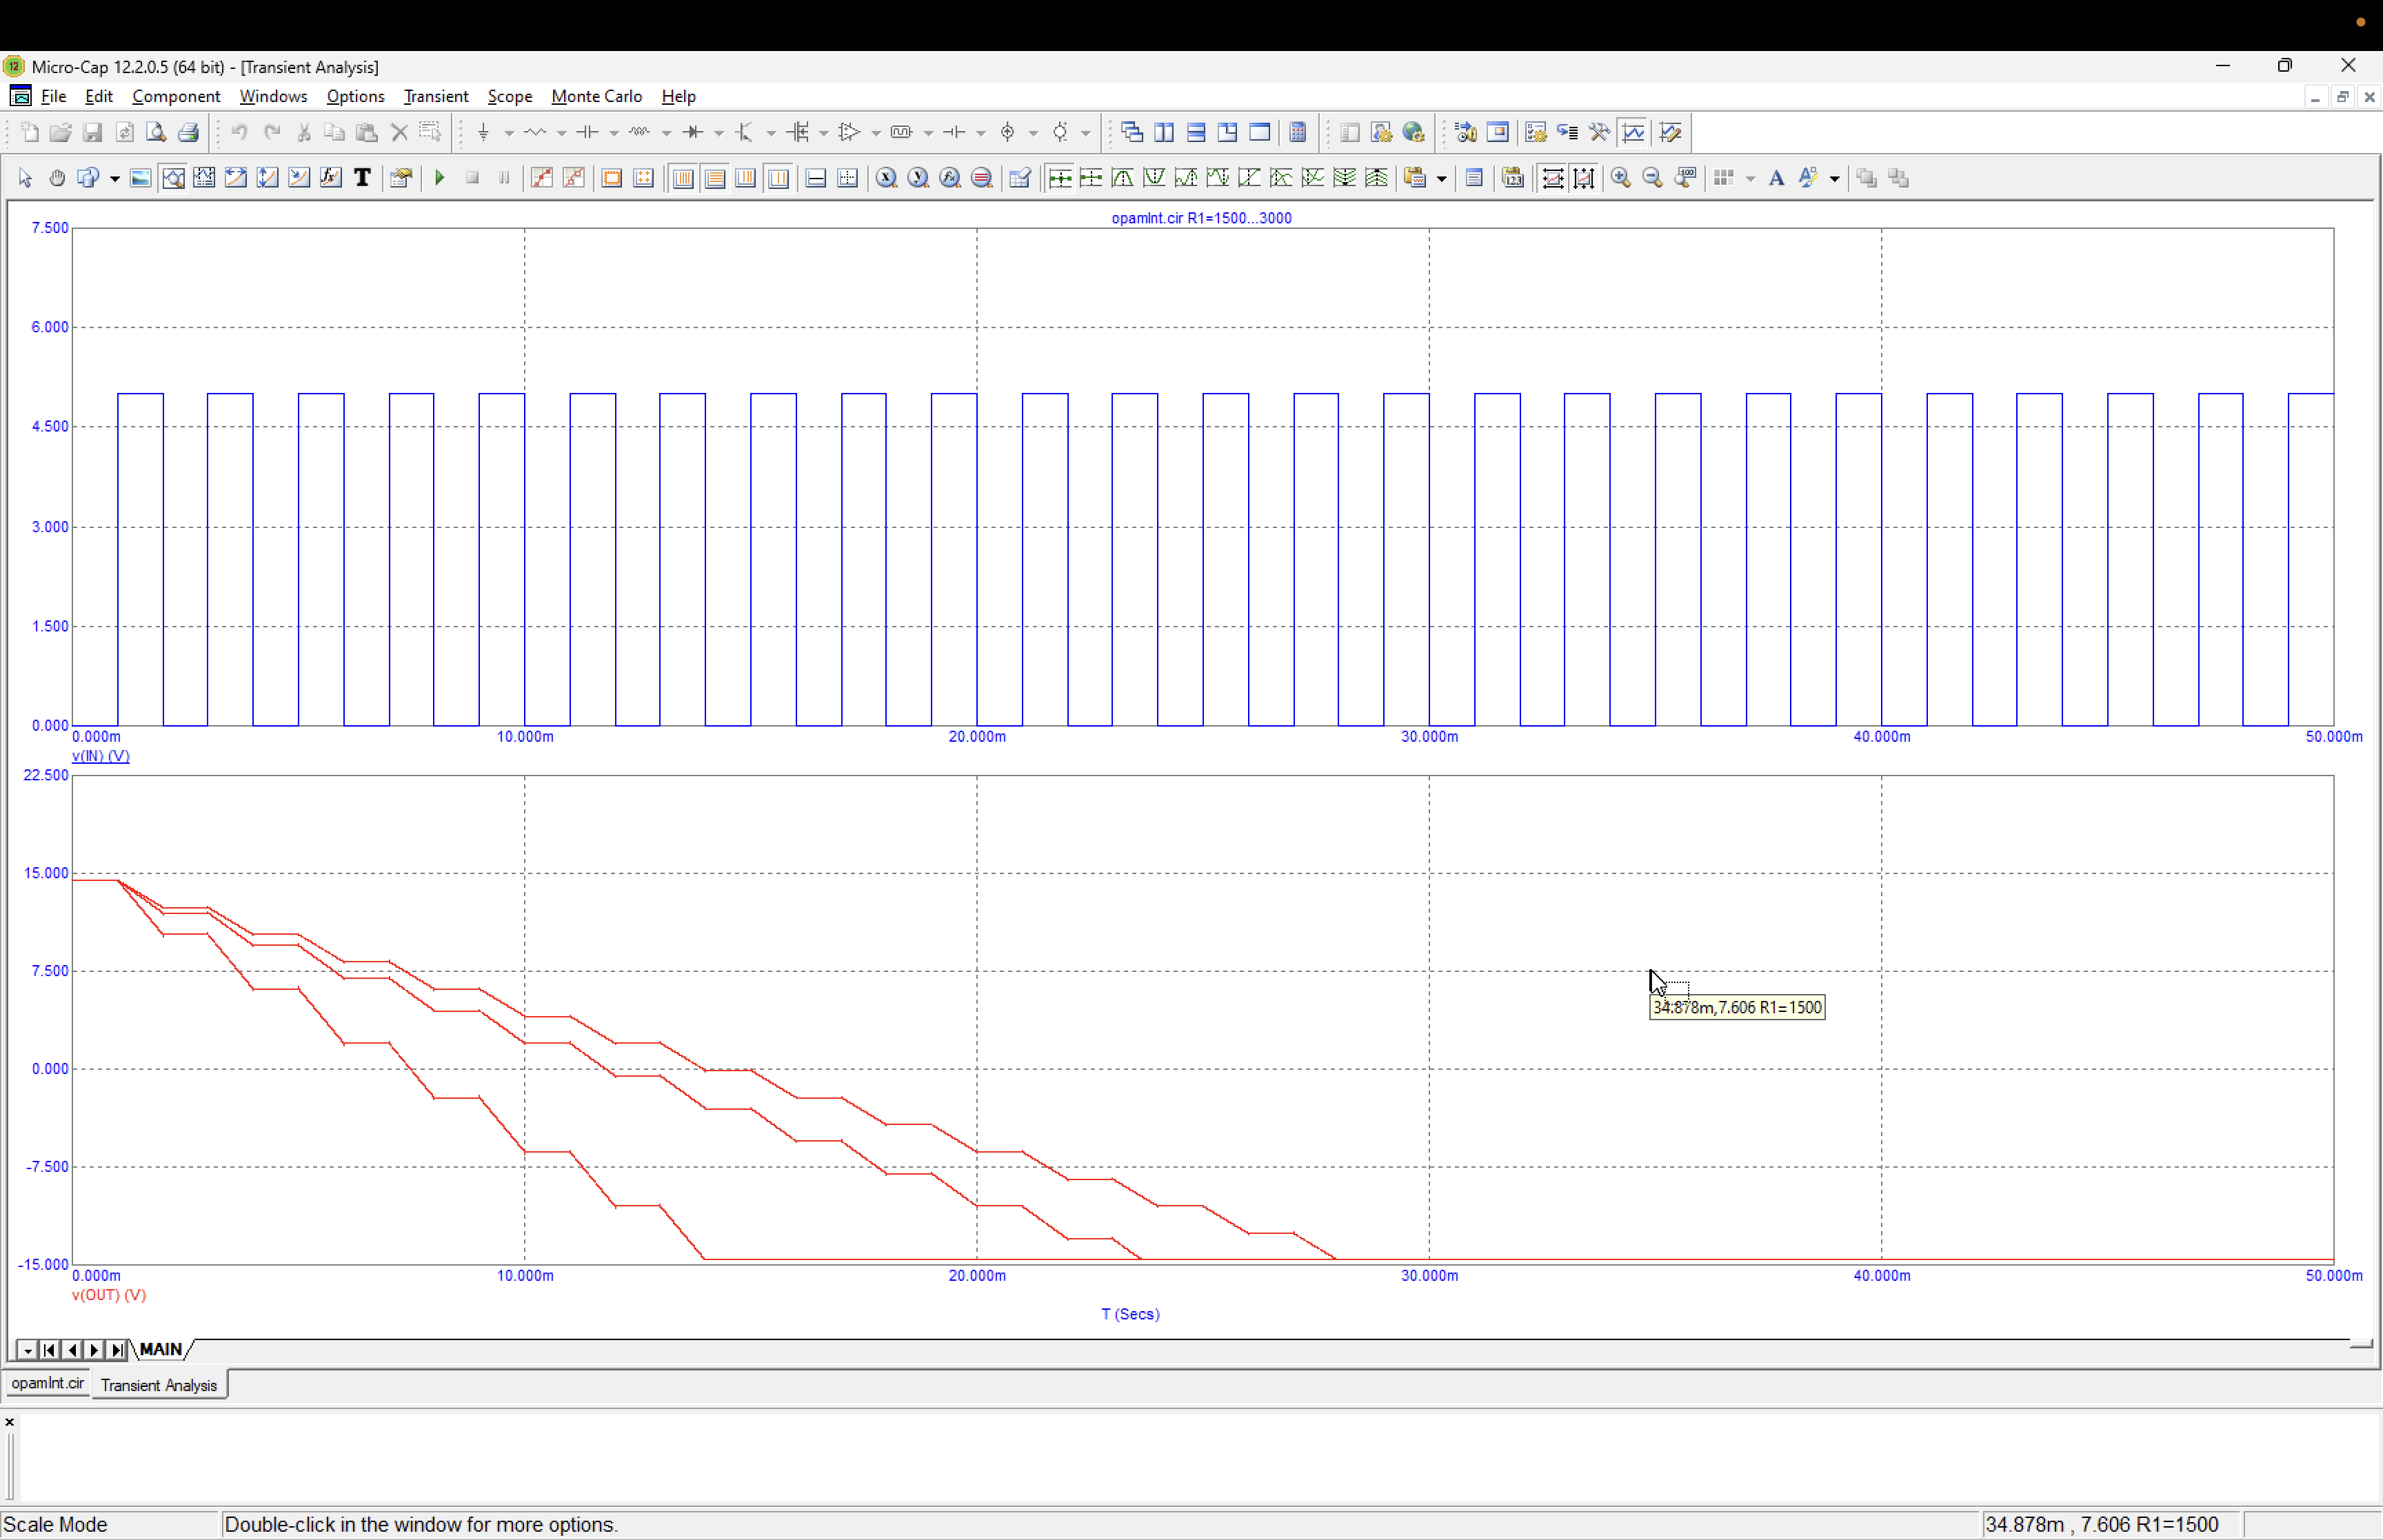 Micro-Cap 12.2.0.5 (64 bit) - [Transient Analysis]
File Edit Component Windows Options Transient Scope Monte Carlo Help
opamInt.cir R1=1500...3000
7.500
6.000
4.500
3.000
1.500
0.000
0.000m 10.000m 20.000m 30.000m 40.000m 50.000m
v(IN) (V)
22.500
15.000
7.500
34.878m,7.606 R1=1500
0.000
-7.500
-15.000
0.000m 10.000m 20.000m 30.000m 40.000m 50.000m
v(OUT) (V)
T (Secs)
MAIN
opamInt.cir Transient Analysis
Scale Mode Double-click in the window for more options. 34.878m , 7.606 R1=1500